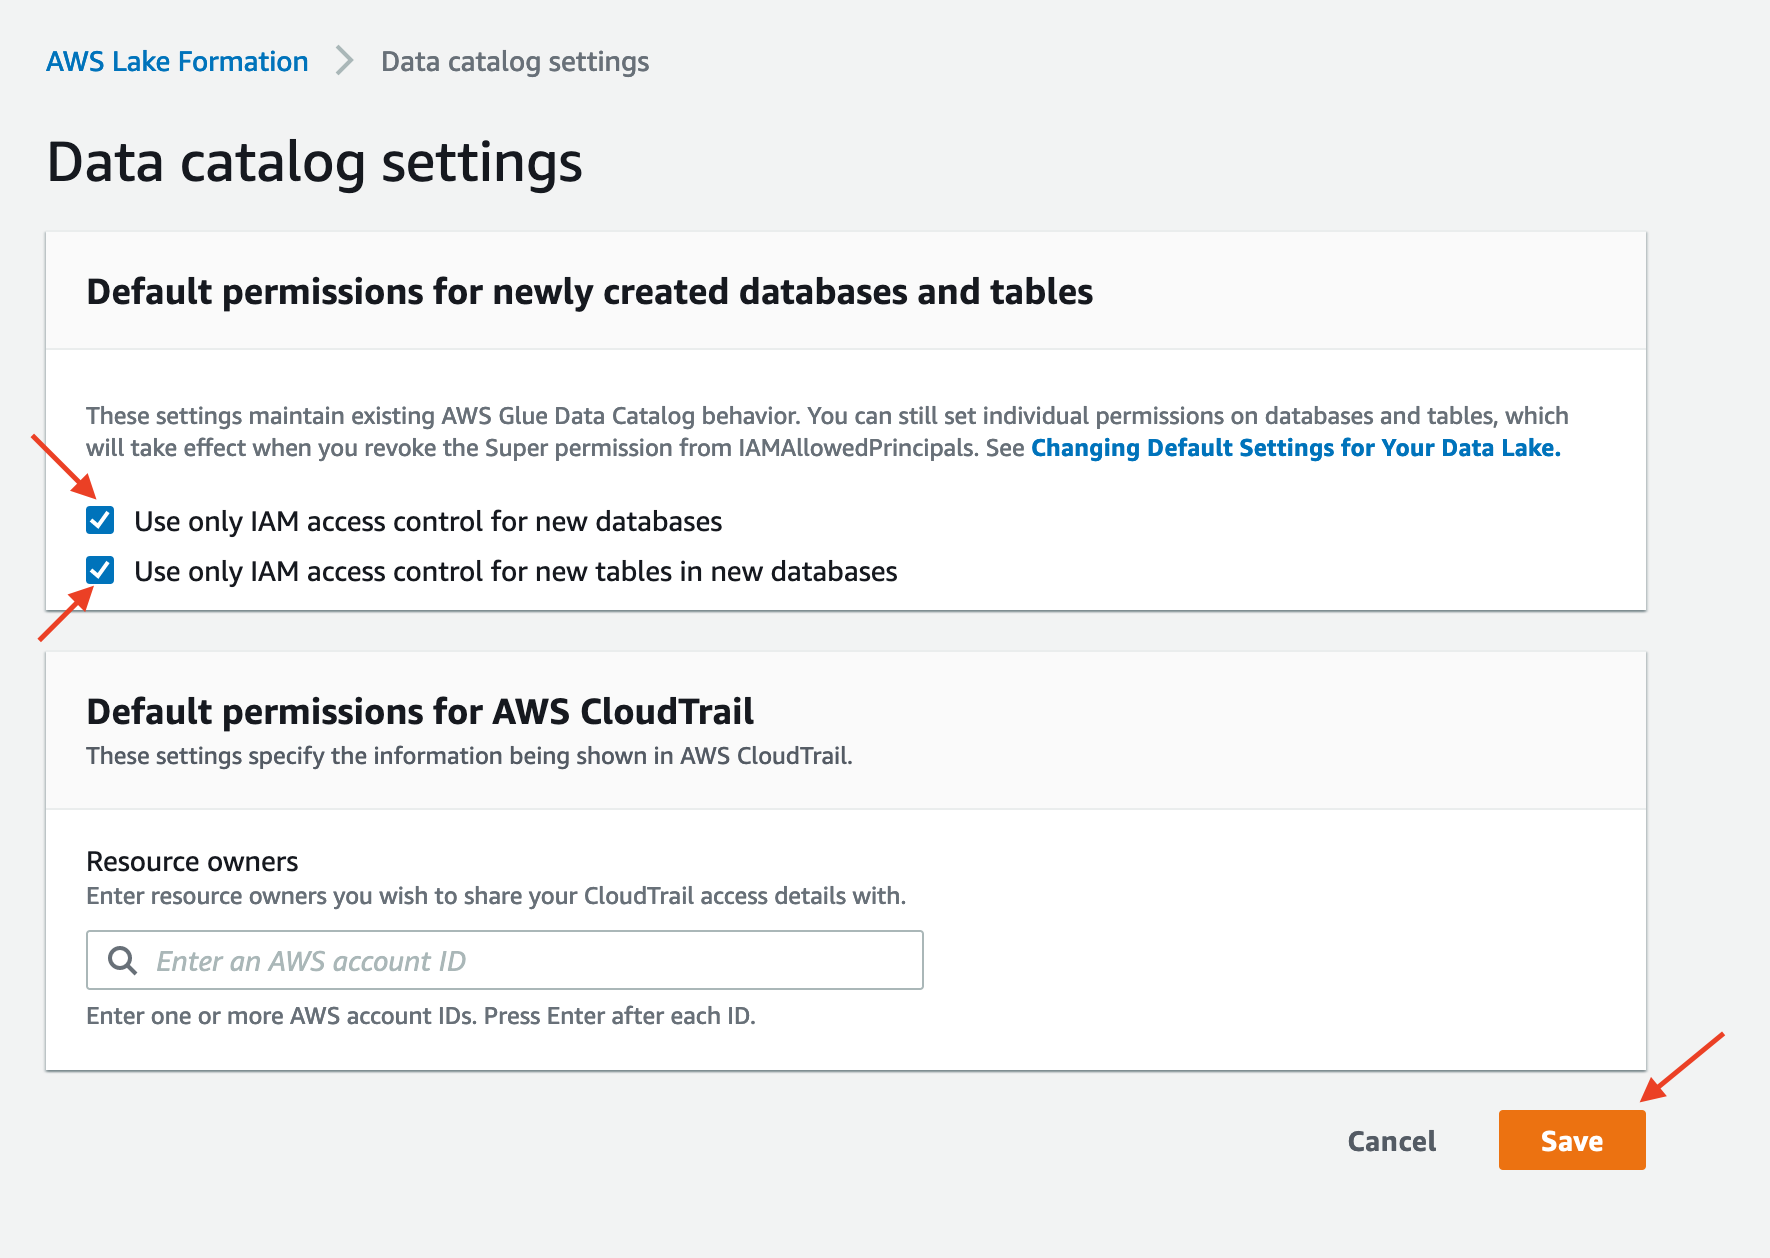 AWS Lake Formation > Data catalog settings
Data catalog settings
Default permissions for newly created databases and tables
These settings maintain existing AWS Glue Data Catalog behavior. You can still set individual permissions on databases and tables, which
will take effect when you revoke the Super permission from IAMAllowedPrincipals. See Changing Default Settings for Your Data Lake.
Use only IAM access control for new databases
Use only IAM access control for new tables in new databases
Default permissions for AWS CloudTrail
These settings specify the information being shown in AWS CloudTrail.
Resource owners
Enter resource owners you wish to share your CloudTrail access details with.
Enter an AWS account ID
Enter one or more AWS account IDs. Press Enter after each ID.
Cancel Save